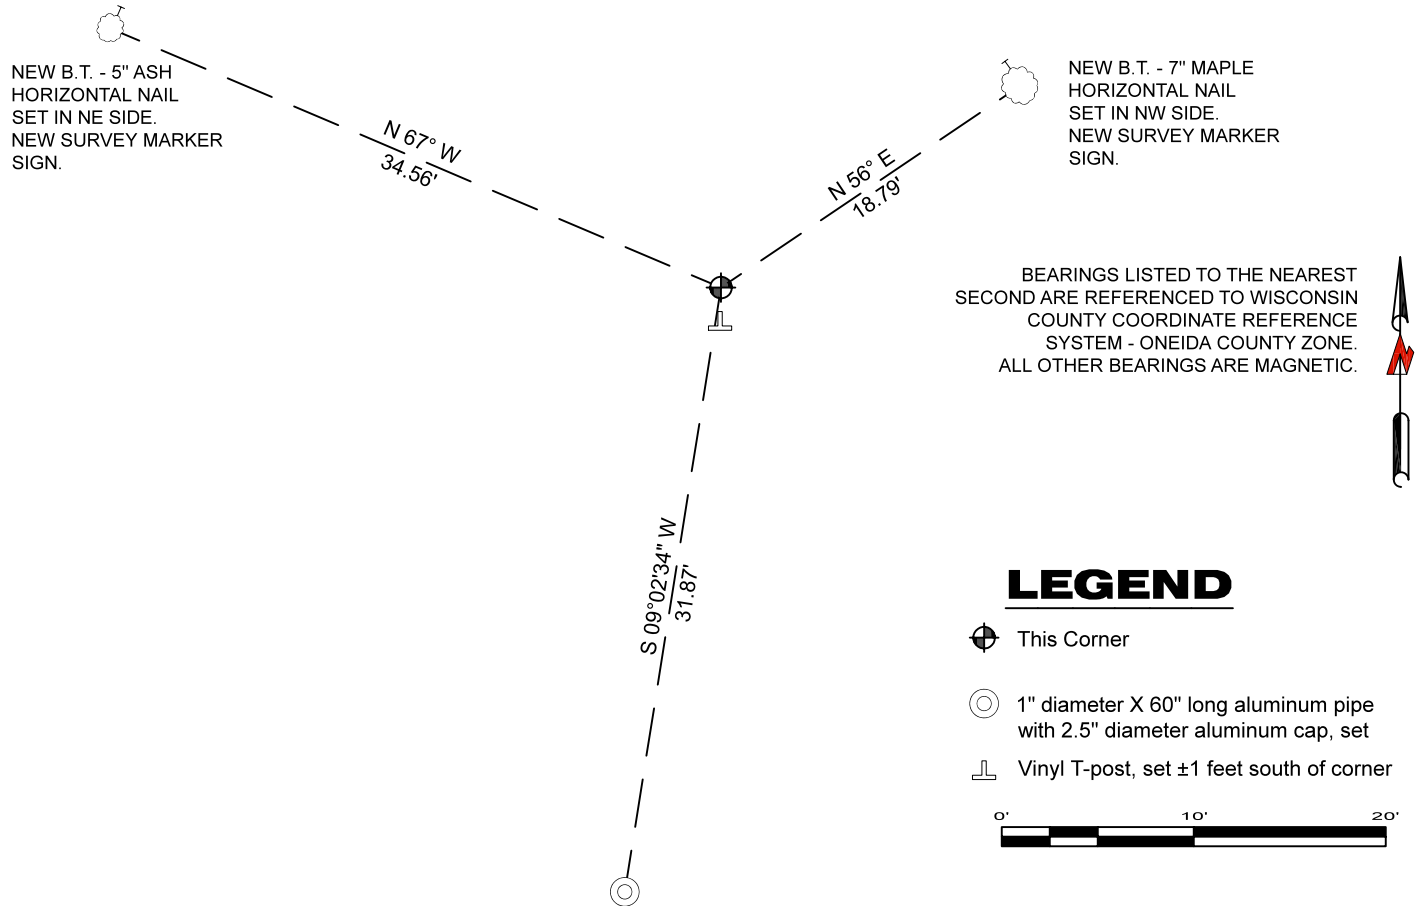 NEW B.T. - 5" ASH
HORIZONTAL NAIL
SET IN NE SIDE.
NEW SURVEY MARKER
SIGN.
N 67° W
34.56'
N 56° E
18.79'
NEW B.T. - 7" MAPLE
HORIZONTAL NAIL
SET IN NW SIDE.
NEW SURVEY MARKER
SIGN.
BEARINGS LISTED TO THE NEAREST
SECOND ARE REFERENCED TO WISCONSIN
COUNTY COORDINATE REFERENCE
SYSTEM - ONEIDA COUNTY ZONE.
ALL OTHER BEARINGS ARE MAGNETIC.
N
S 09°02'34" W
31.87'
LEGEND
This Corner
1" diameter X 60" long aluminum pipe
with 2.5" diameter aluminum cap, set
Vinyl T-post, set ±1 feet south of corner
0' 10' 20'